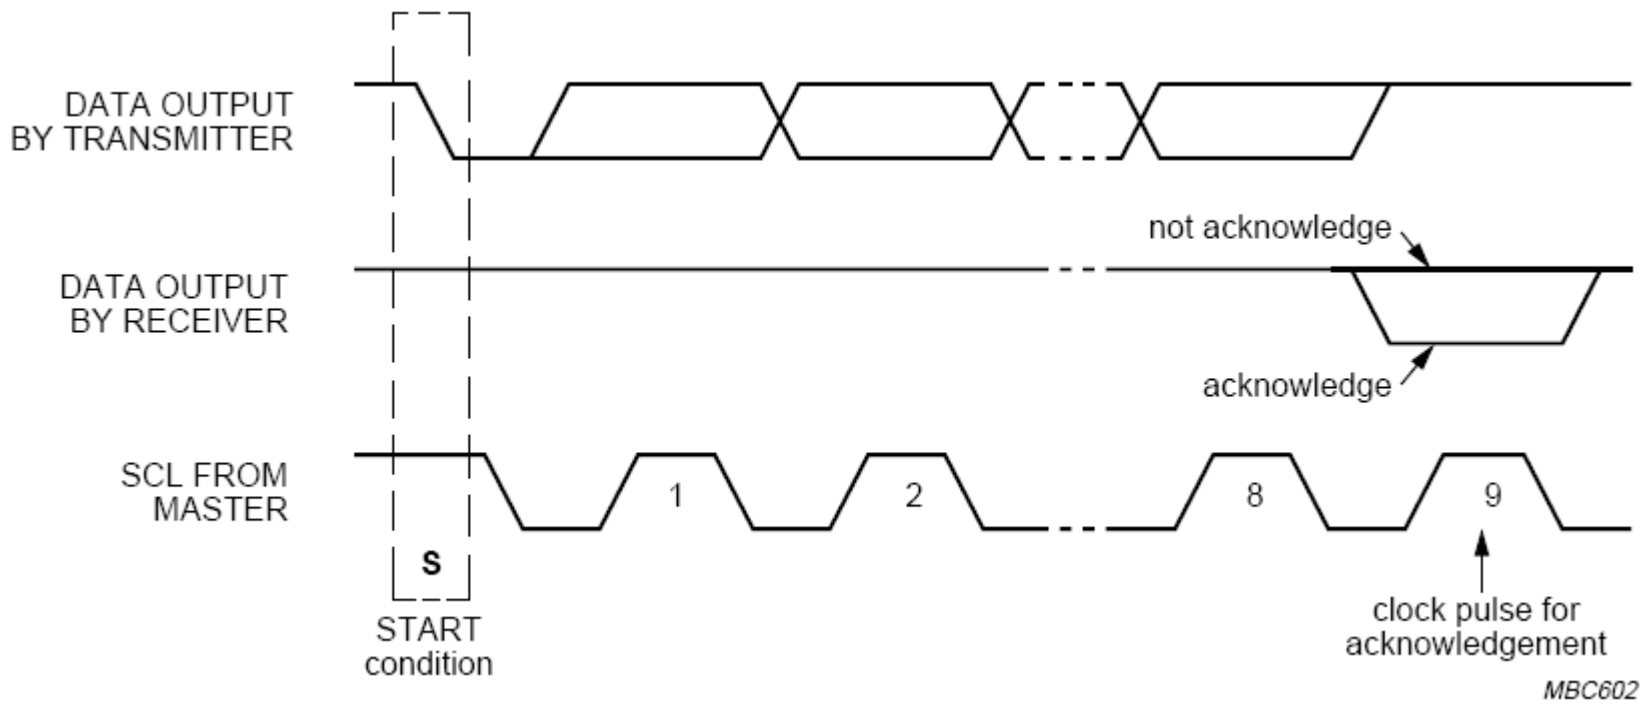 DATA OUTPUT
BY TRANSMITTER
not acknowledge
DATA OUTPUT
BY RECEIVER
acknowledge
SCL FROM
MASTER
1
2
8
9
S
START
condition
clock pulse for
acknowledgement
MBC602